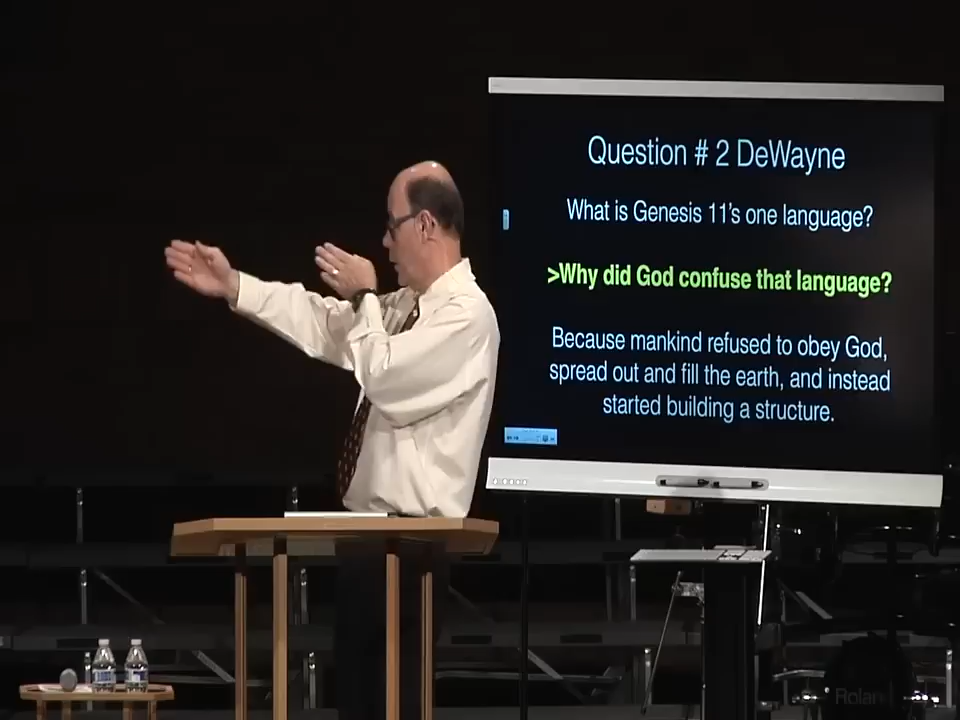 Question # 2 DeWayne
What is Genesis 11's one language?
>Why did God confuse that language?
Because mankind refused to obey God,
spread out and fill the earth, and instead
started building a structure.
Rolan